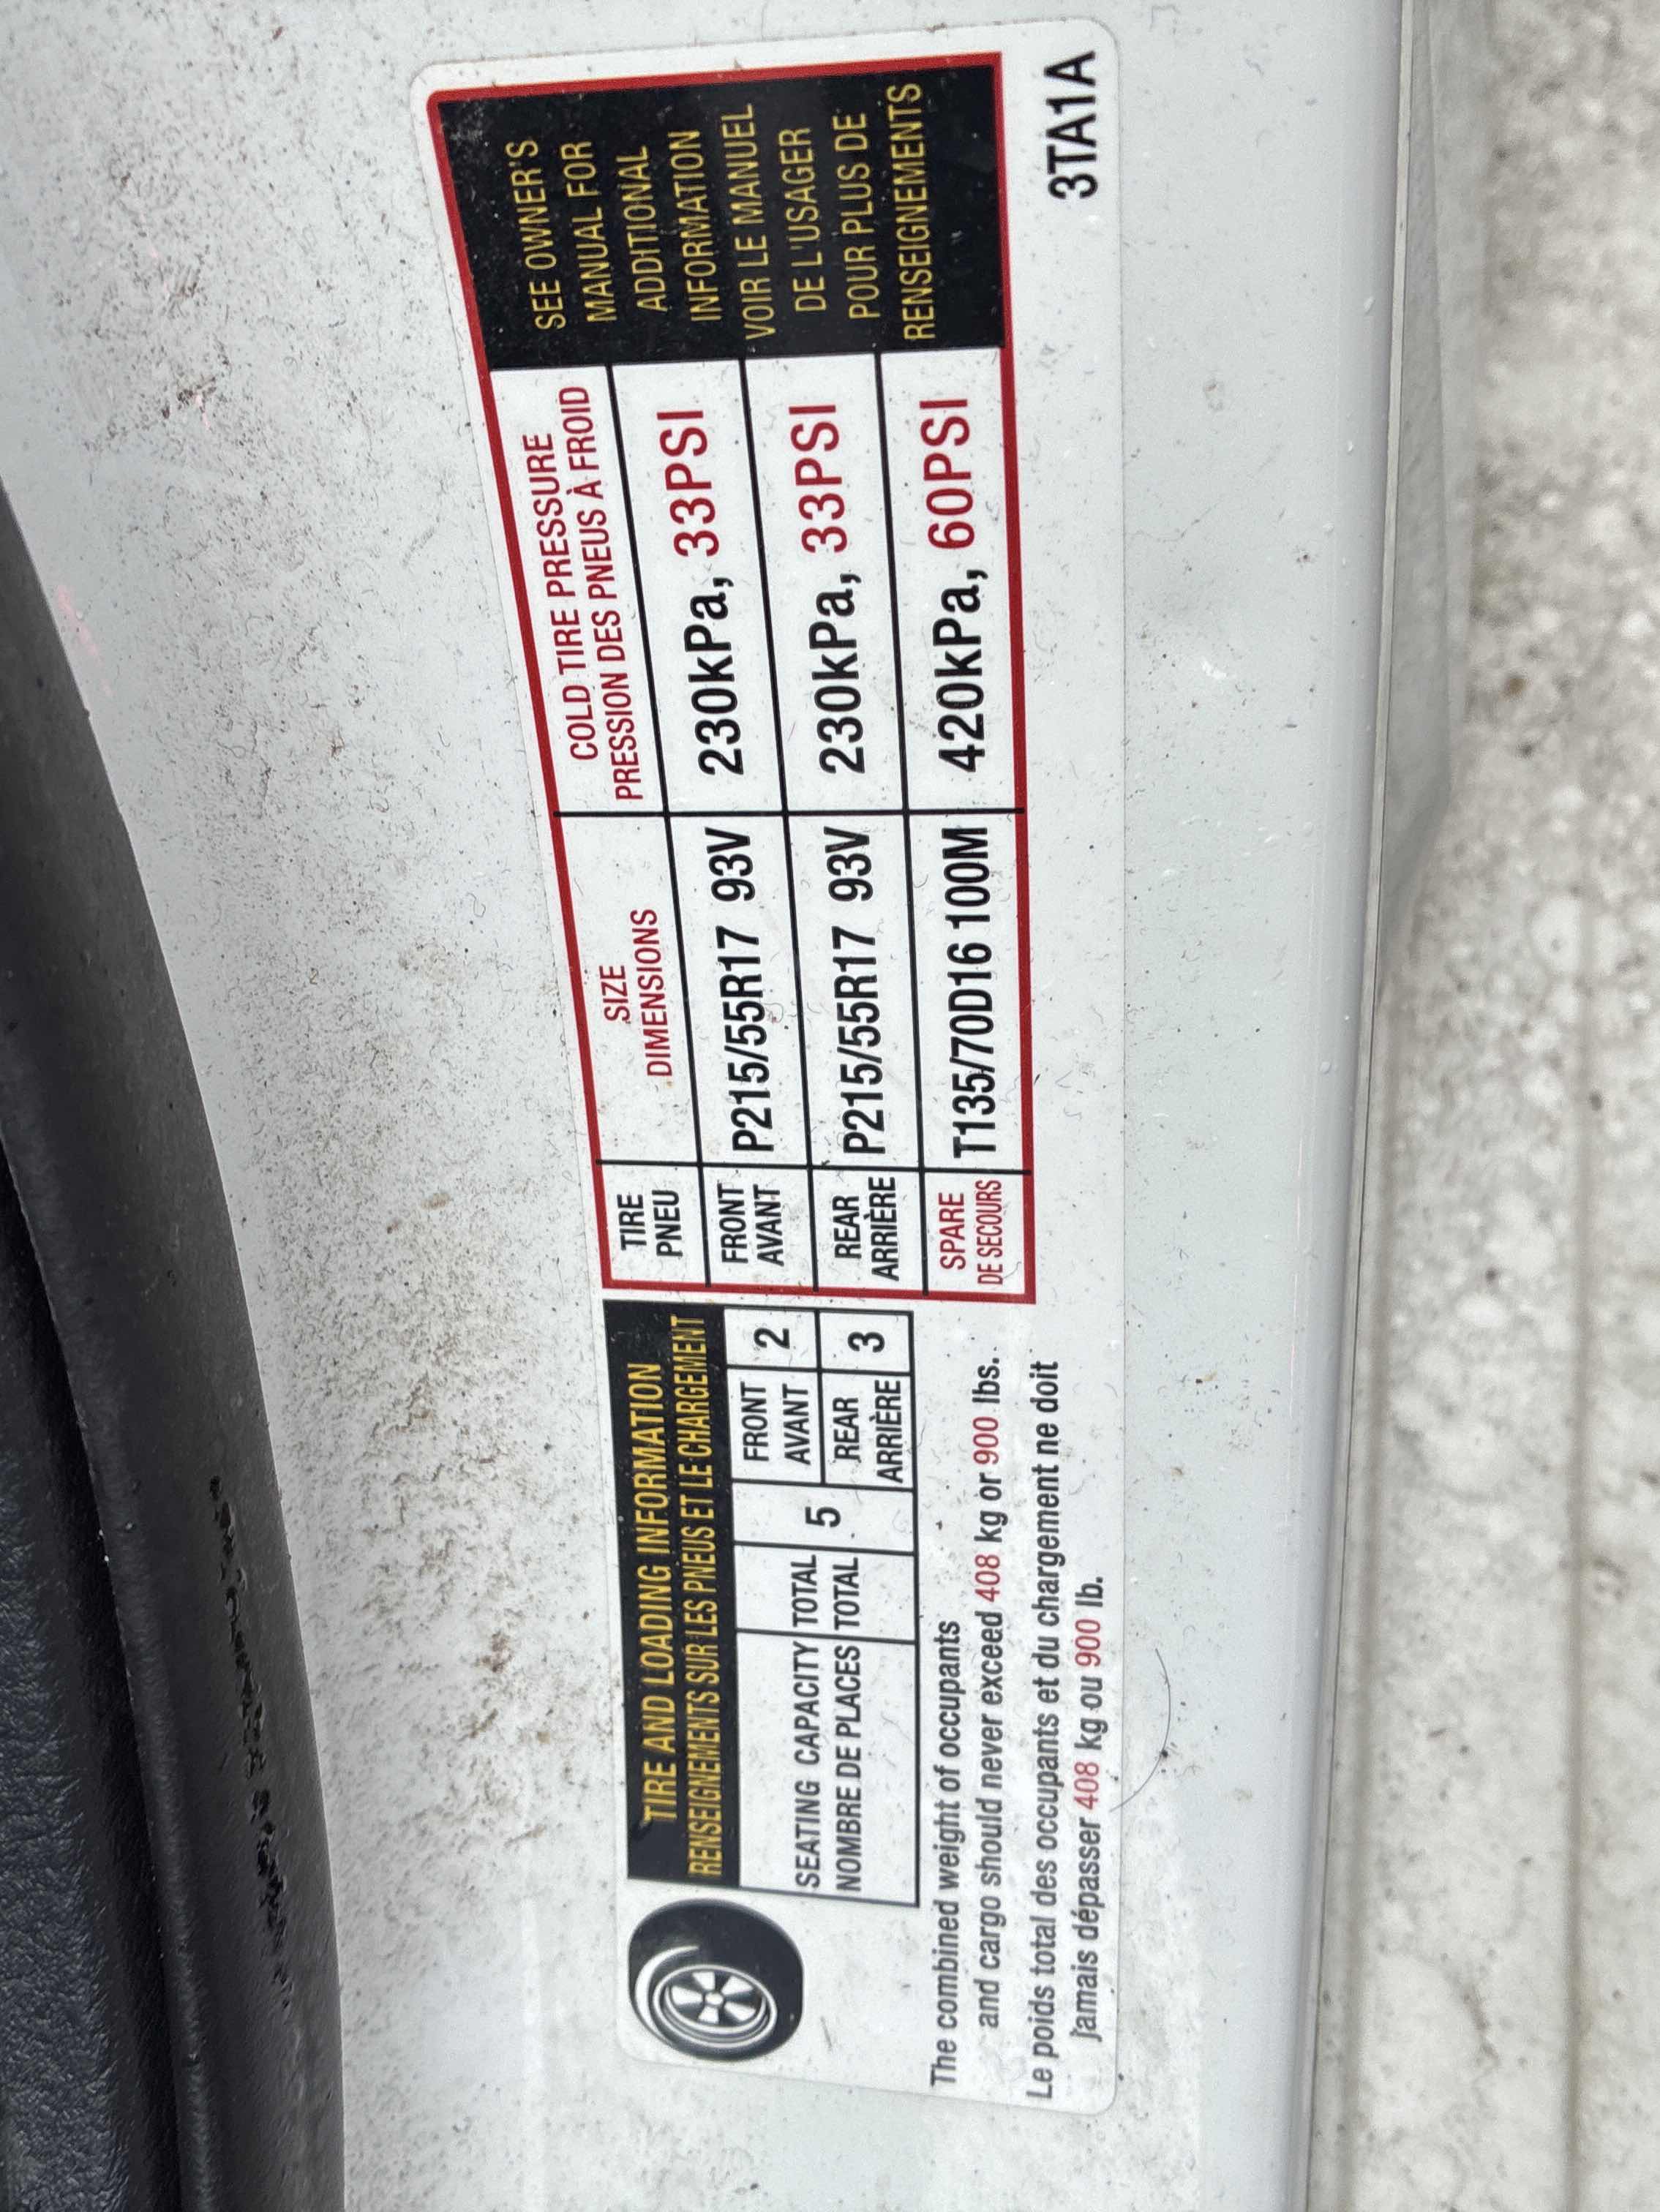 TIRE AND LOADING INFORMATION
RENSEIGNEMENTS SUR LES PNEUS ET LE CHARGEMENT
SEATING CAPACITY TOTAL 5 FRONT 2
NOMBRE DE PLACES TOTAL AVANT
REAR 3
ARRIÈRE
The combined weight of occupants
and cargo should never exceed 408 kg or 900 lbs.
Le poids total des occupants et du chargement ne doit
jamais dépasser 408 kg ou 900 lb.
TIRE SIZE COLD TIRE PRESSURE
PNEU DIMENSIONS PRESSION DES PNEUS À FROID
FRONT P215/55R17 93V 230kPa, 33PSI
AVANT
REAR P215/55R17 93V 230kPa, 33PSI
ARRIÈRE
SPARE T135/70D16 100M 420kPa, 60PSI
DE SECOURS
SEE OWNER'S
MANUAL FOR
ADDITIONAL
INFORMATION
VOIR LE MANUEL
DE L'USAGER
POUR PLUS DE
RENSEIGNEMENTS
3TA1A